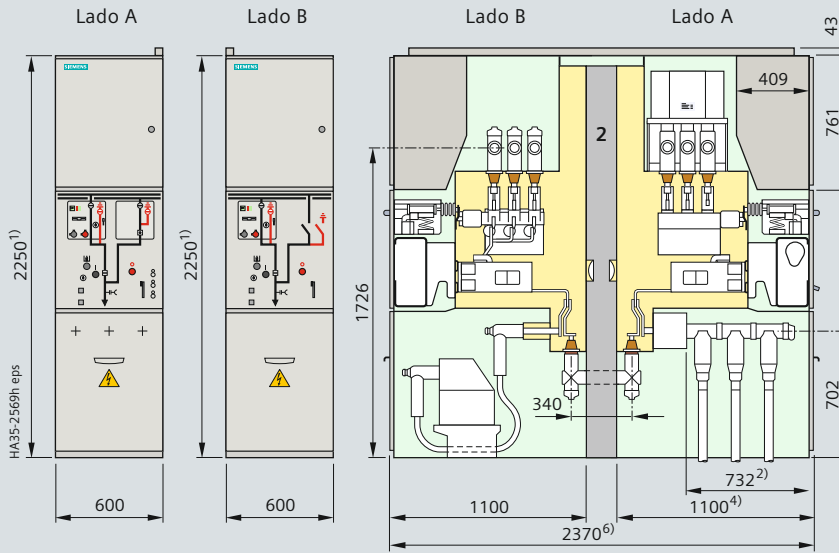 Lado A
Lado B
Lado B
Lado A
43
SIEMENS
SIEMENS
409
761
2
2250¹⁾
2250¹⁾
1726
340
702
HA35-2569h eps
732²⁾
600
600
1100
1100⁴⁾
2370⁶⁾